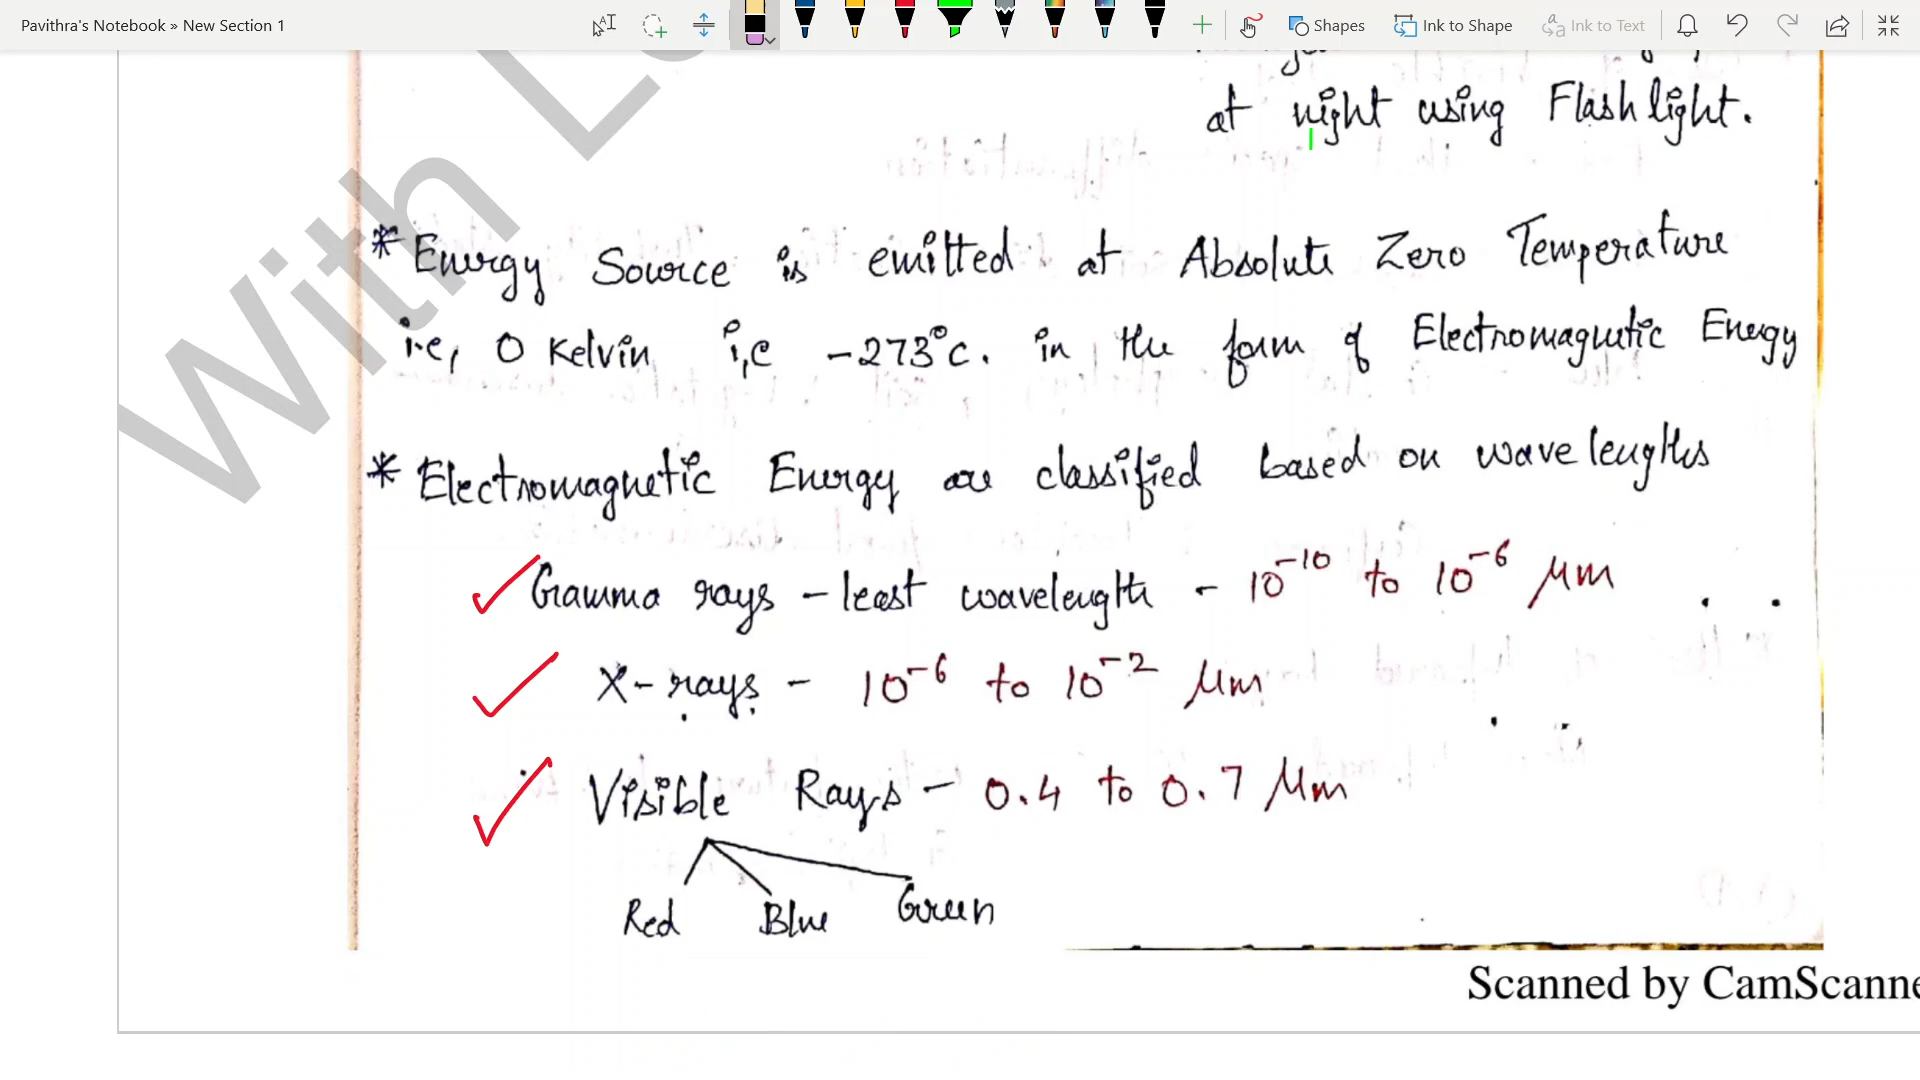 Pavithra's Notebook » New Section 1
Shapes
Ink to Shape
Ink to Text
at night using Flash light.
* Energy Source is emitted at Absolute Zero Temperature
i.e, 0 Kelvin i,e -273°c. in the form of Electromagnetic Energy
* Electromagnetic Energy are classified based on wavelengths
Gamma rays - least wavelength - 10⁻¹⁰ to 10⁻⁶ μm
X-rays - 10⁻⁶ to 10⁻² μm
Visible Rays - 0.4 to 0.7 μm
Red Blue Green
With
Scanned by CamScanne